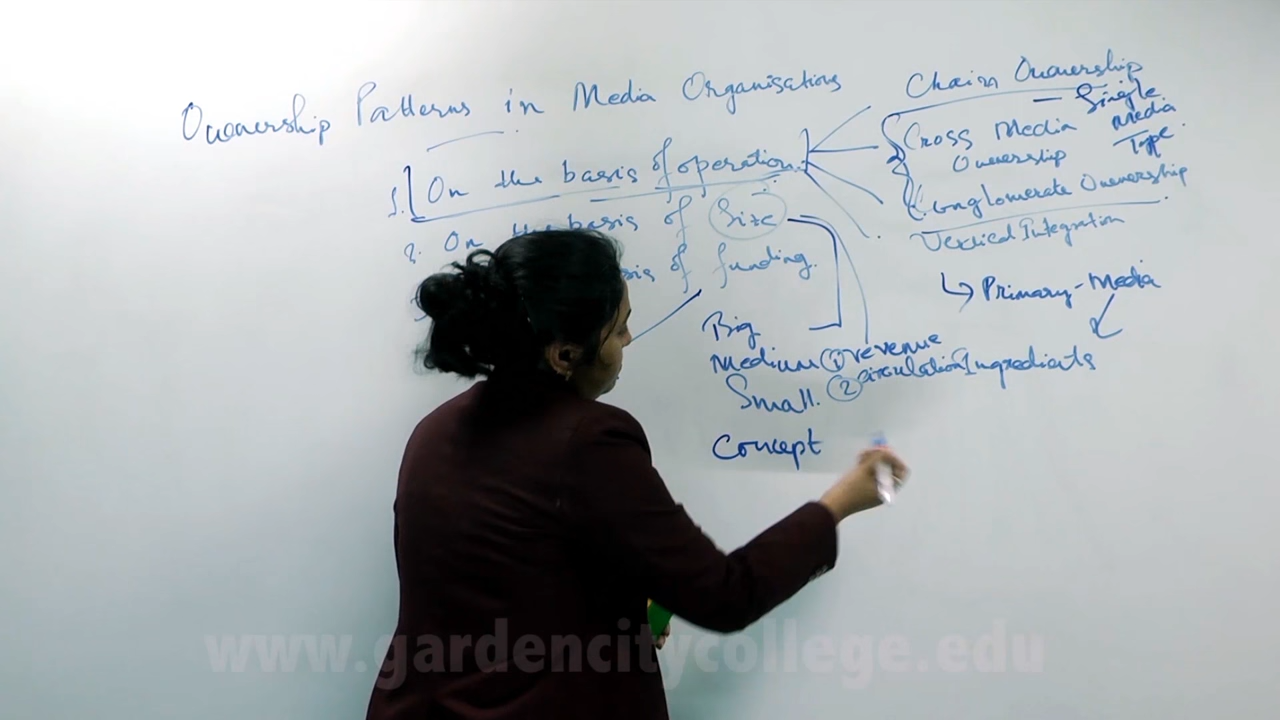 Ownership Patterns in Media Organisations
1. On the basis of operation
2. On the basis of Size
sis of funding.
Chain Ownership
- Single Media Type.
Cross Media Ownership
Conglomerate Ownership
Vertical Integration
Primary - Media
Ingredients
Big
Medium
Small.
① revenue
② circulation
Concept
www.gardencitycollege.edu